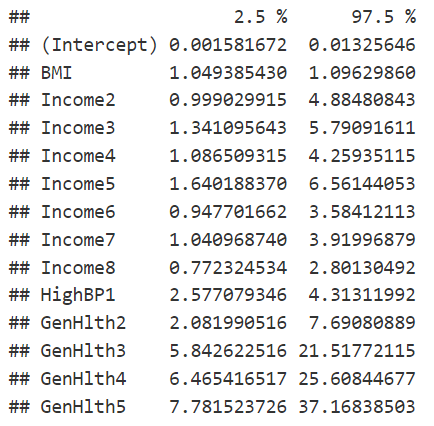 ##                   2.5 %      97.5 %
## (Intercept) 0.001581672  0.01325646
## BMI         1.049385430  1.09629860
## Income2     0.999029915  4.88480843
## Income3     1.341095643  5.79091611
## Income4     1.086509315  4.25935115
## Income5     1.640188370  6.56144053
## Income6     0.947701662  3.58412113
## Income7     1.040968740  3.91996879
## Income8     0.772324534  2.80130492
## HighBP1     2.577079346  4.31311992
## GenHlth2    2.081990516  7.69080889
## GenHlth3    5.842622516 21.51772115
## GenHlth4    6.465416517 25.60844677
## GenHlth5    7.781523726 37.16838503